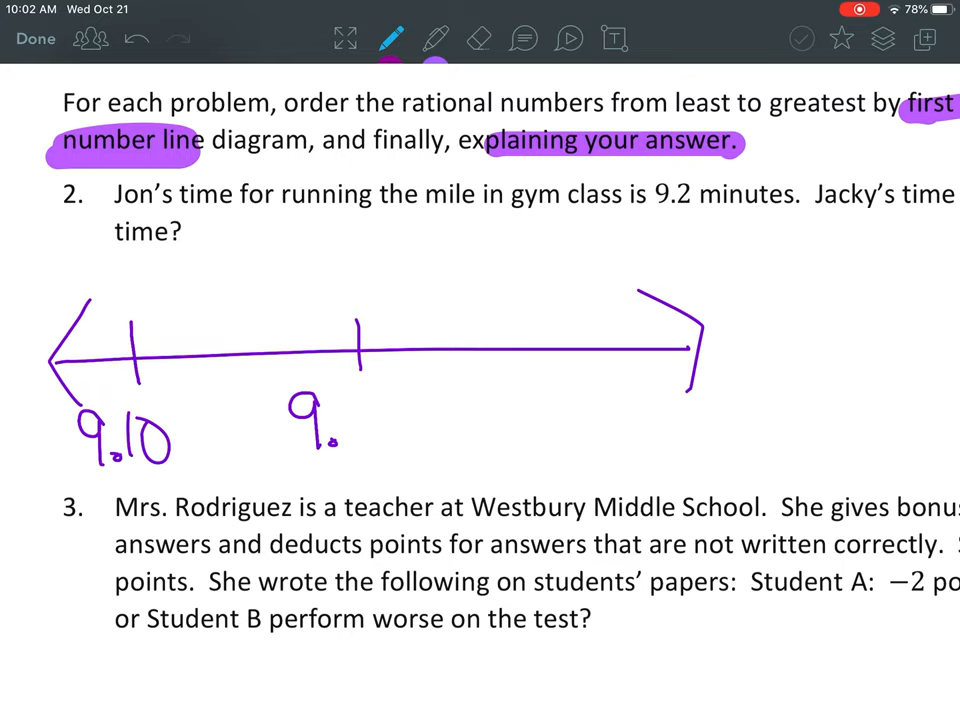 10:02 AM Wed Oct 21 78%
Done
For each problem, order the rational numbers from least to greatest by first
number line diagram, and finally, explaining your answer.
2. Jon’s time for running the mile in gym class is 9.2 minutes. Jacky’s time
time?
9.10 9.
3. Mrs. Rodriguez is a teacher at Westbury Middle School. She gives bonus
answers and deducts points for answers that are not written correctly.
points. She wrote the following on students’ papers: Student A: −2 po
or Student B perform worse on the test?